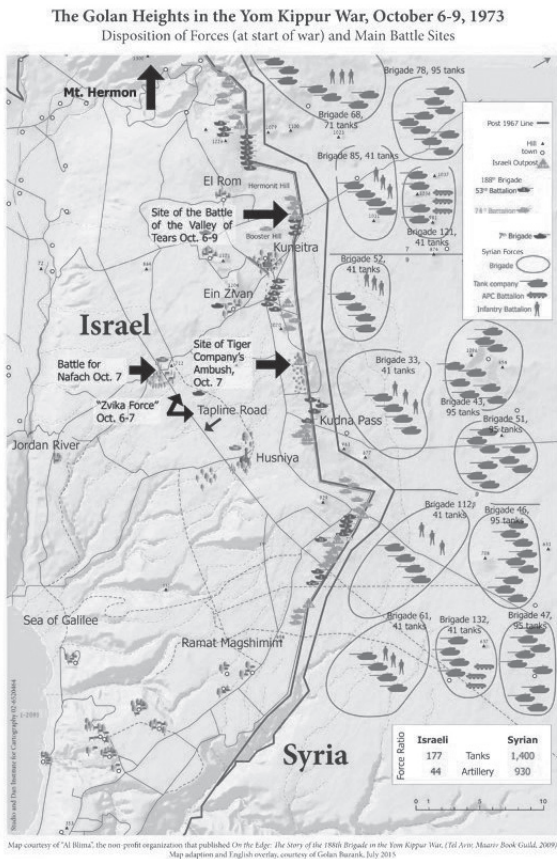 The Golan Heights in the Yom Kippur War, October 6-9, 1973
Disposition of Forces (at start of war) and Main Battle Sites
Mt. Hermon
Brigade 78, 95 tanks
Brigade 68,
71 tanks
Brigade 85, 41 tanks
Brigade 121,
41 tanks
Post 1967 Line
Hill
town
Israeli Outpost
188th Brigade
53rd Battalion
74th Battalion
7th Brigade
Syrian Forces
Brigade
Tank company
APC Battalion
Infantry Battalion
El Rom
Hermonit Hill
Site of the Battle
of the Valley of
Tears Oct. 6-9
Booster Hill
Kuneitra
Brigade 52,
41 tanks
Ein Zivan
Israel
Site of Tiger
Company's
Ambush,
Oct. 7
Battle for
Nafach Oct. 7
Brigade 33,
41 tanks
Brigade 43,
95 tanks
"Zvika Force"
Oct. 6-7
Tapline Road
Kudna Pass
Brigade 51,
95 tanks
Jordan River
Husniya
Brigade 112,
41 tanks
Brigade 46,
95 tanks
Sea of Galilee
Ramat Magshimim
Brigade 61,
41 tanks
Brigade 132,
41 tanks
Brigade 47,
95 tanks
Syria
Force Ratio
Israeli Syrian
177 Tanks 1,400
44 Artillery 930
0 1 5 10
Map courtesy of "Al Blima", the non-profit organization that published On the Edge: The Story of the 188th Brigade in the Yom Kippur War, (Tel Aviv, Maarav Book Guild, 2009)
Map adaption and English overlay, courtesy of Golan Buzank, July 2015